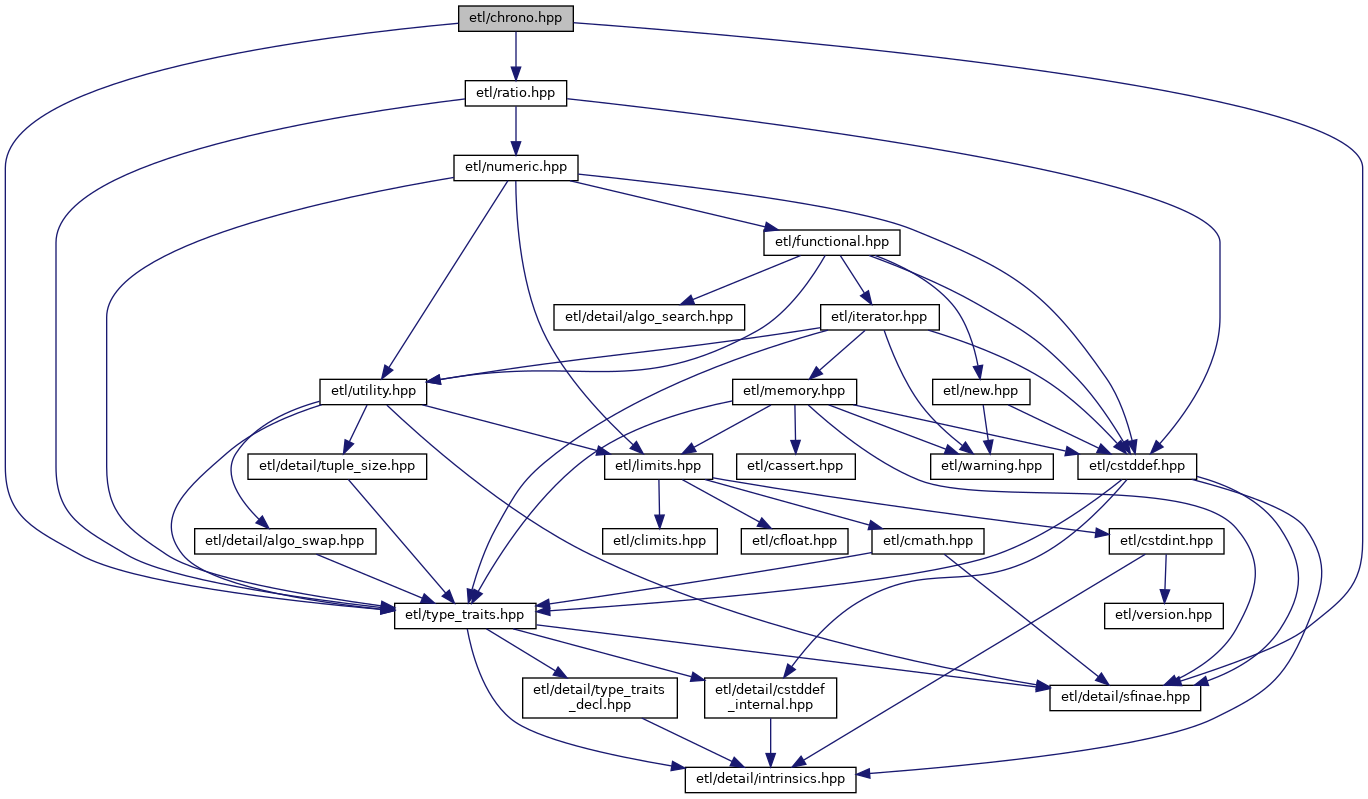 etl/chrono.hpp
etl/ratio.hpp
etl/numeric.hpp
etl/functional.hpp
etl/detail/algo_search.hpp
etl/iterator.hpp
etl/utility.hpp
etl/memory.hpp
etl/new.hpp
etl/detail/tuple_size.hpp
etl/limits.hpp
etl/cassert.hpp
etl/warning.hpp
etl/cstddef.hpp
etl/detail/algo_swap.hpp
etl/climits.hpp
etl/cfloat.hpp
etl/cmath.hpp
etl/cstdint.hpp
etl/type_traits.hpp
etl/version.hpp
etl/detail/type_traits
_decl.hpp
etl/detail/cstddef
_internal.hpp
etl/detail/sfinae.hpp
etl/detail/intrinsics.hpp